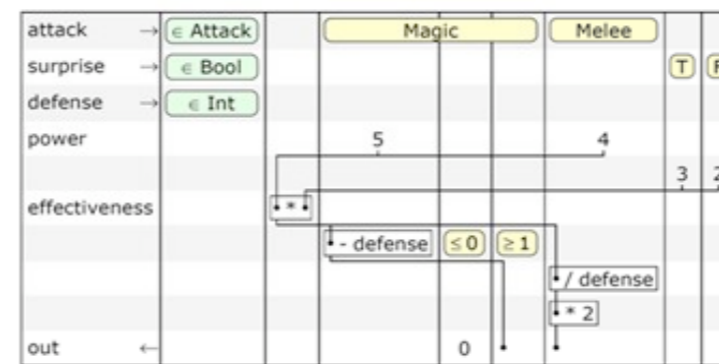 attack → ∈ Attack Magic Melee
surprise → ∈ Bool T F
defense → ∈ Int
power 5 4
3 2
effectiveness *
- defense ≤ 0 ≥ 1
/ defense
* 2
out ← 0